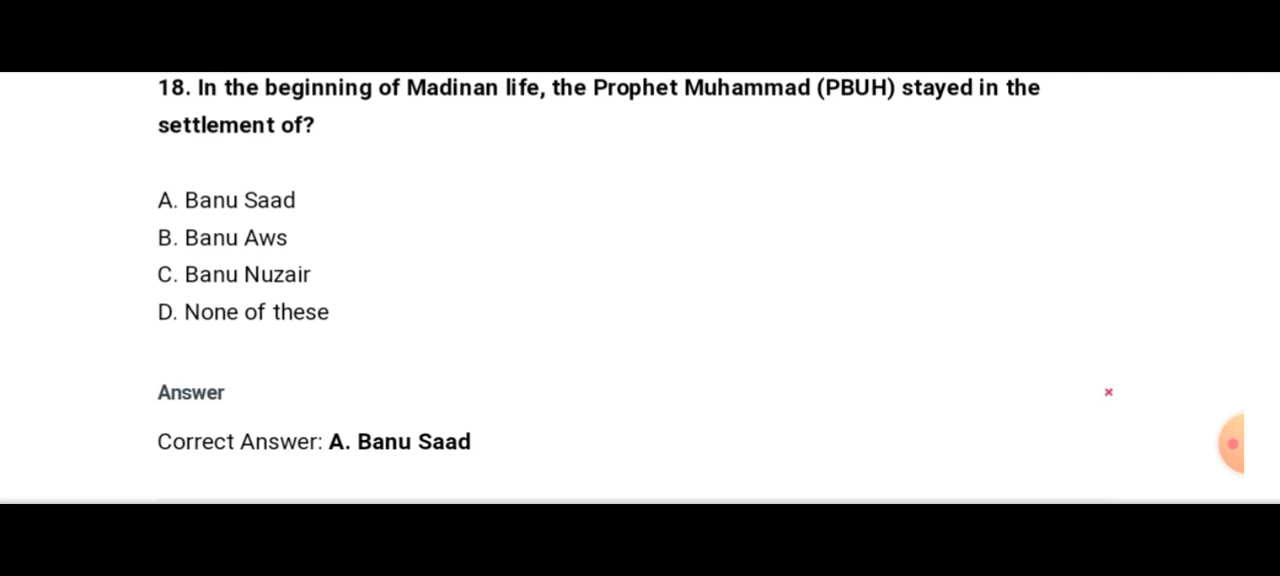 18. In the beginning of Madinan life, the Prophet Muhammad (PBUH) stayed in the
settlement of?
A. Banu Saad
B. Banu Aws
C. Banu Nuzair
D. None of these
Answer
×
Correct Answer: A. Banu Saad